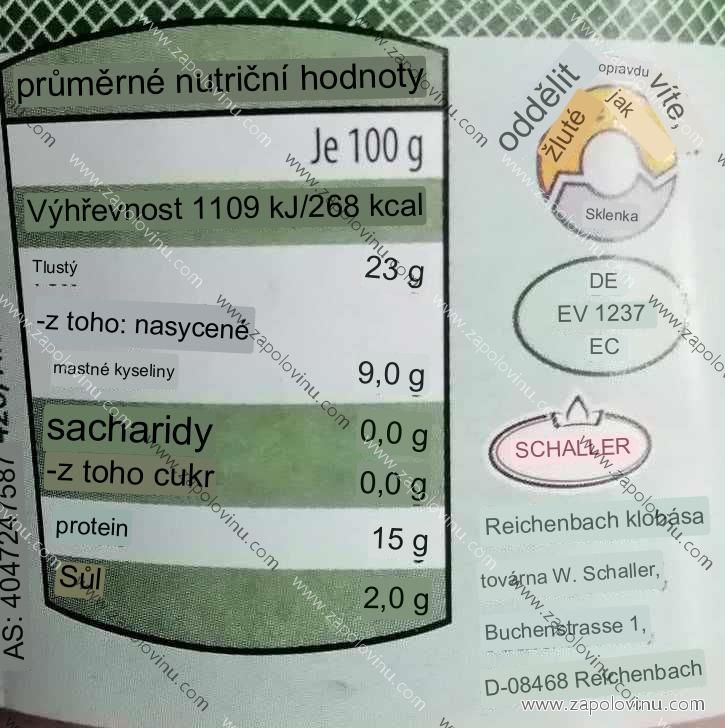 průměrné nutriční hodnoty
Je 100 g
Výhřevnost 1109 kJ/268 kcal
Tlustý 23 g
-z toho: nasycené
mastné kyseliny 9,0 g
sacharidy 0,0 g
-z toho cukr 0,0 g
protein 15 g
Sůl 2,0 g
opravdu
Víte,
jak
oddělit
žluté
Sklenka
DE
EV 1237
EC
SCHALLER
Reichenbach klobása
továrna W. Schaller,
Buchenstrasse 1,
D-08468 Reichenbach
www.zapolovinu.com